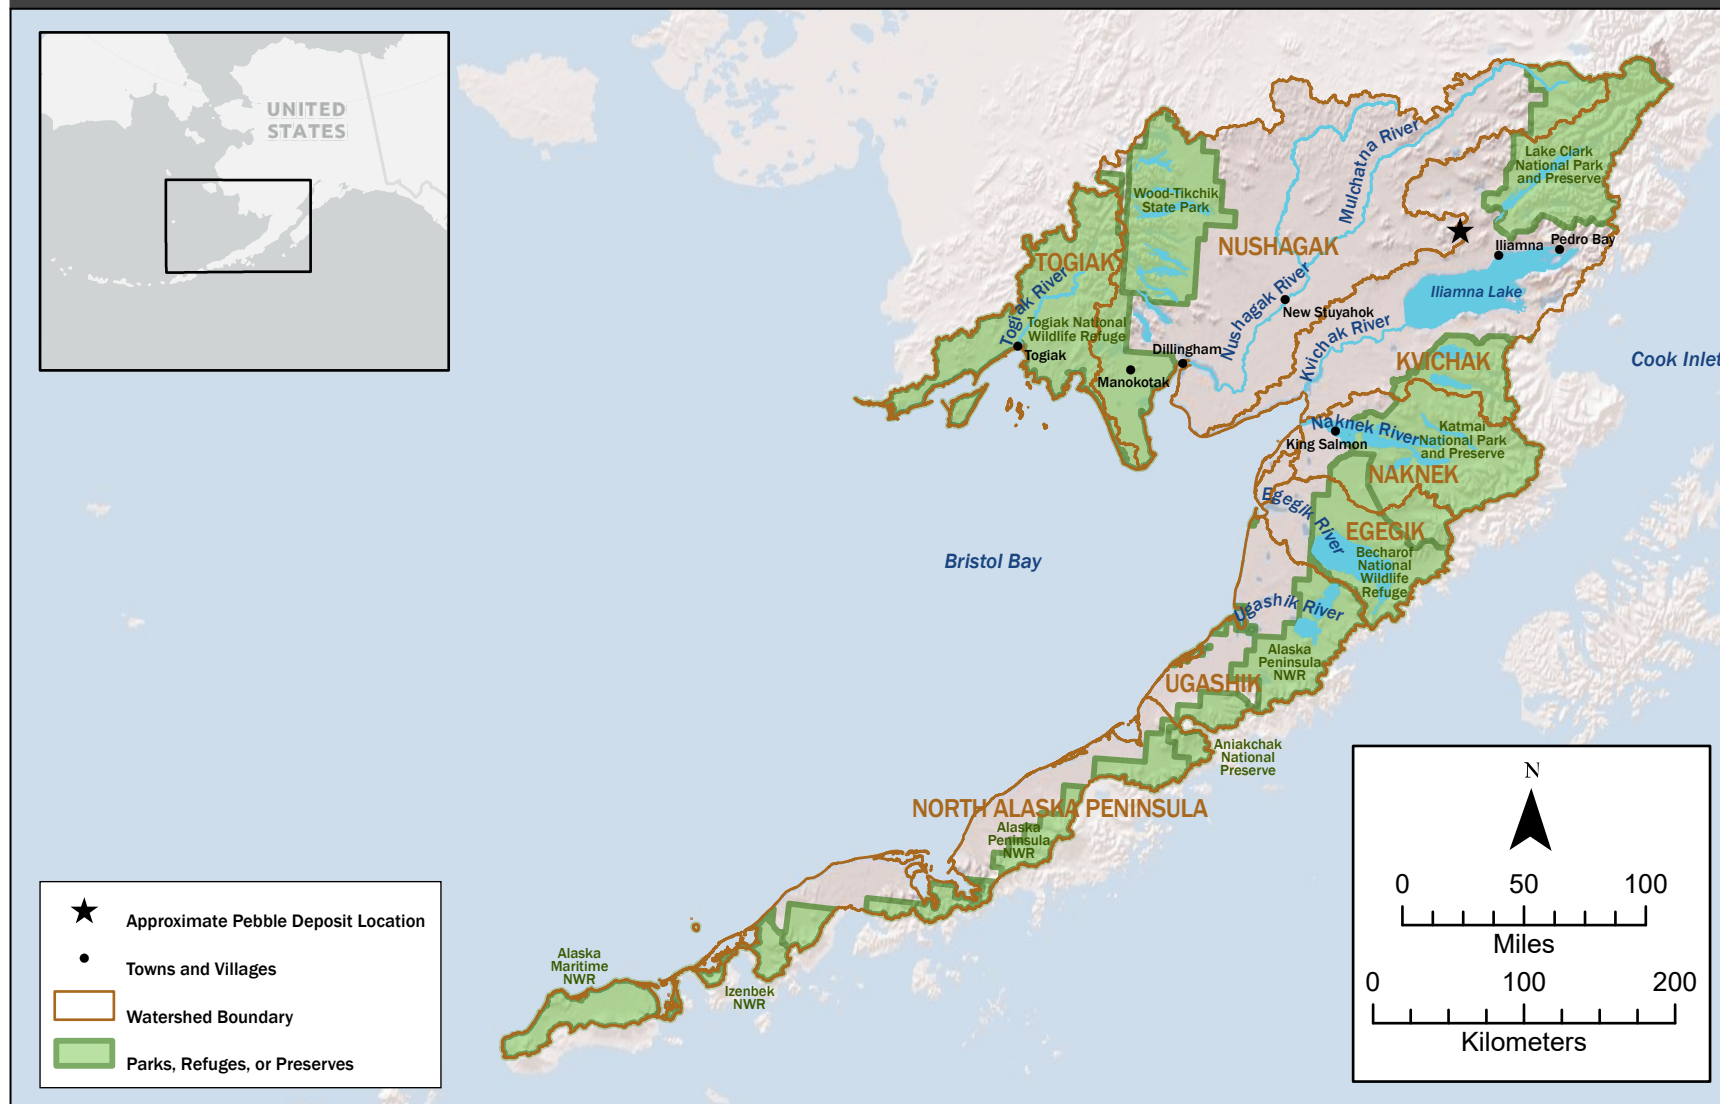 UNITED
STATES
Mulchatna River
Lake Clark
National Park
and Preserve
Wood-Tikchik
State Park
NUSHAGAK
TOGIAK
Iliamna
Pedro Bay
Iliamna Lake
Togiak River
Nushagak River
New Stuyahok
Togiak National
Wildlife Refuge
Togiak
Kvichak River
Dillingham
Manokotak
KVICHAK
Cook Inlet
Naknek River
King Salmon
Katmai
National Park
and Preserve
NAKNEK
Egegik River
EGEGIK
Becharof
National
Wildlife
Refuge
Bristol Bay
Ugashik River
Alaska
Peninsula
NWR
UGASHIK
Aniakchak
National
Preserve
NORTH ALASKA PENINSULA
Alaska
Peninsula
NWR
Alaska
Maritime
NWR
Izenbek
NWR
Approximate Pebble Deposit Location
Towns and Villages
Watershed Boundary
Parks, Refuges, or Preserves
N
0 50 100
Miles
0 100 200
Kilometers